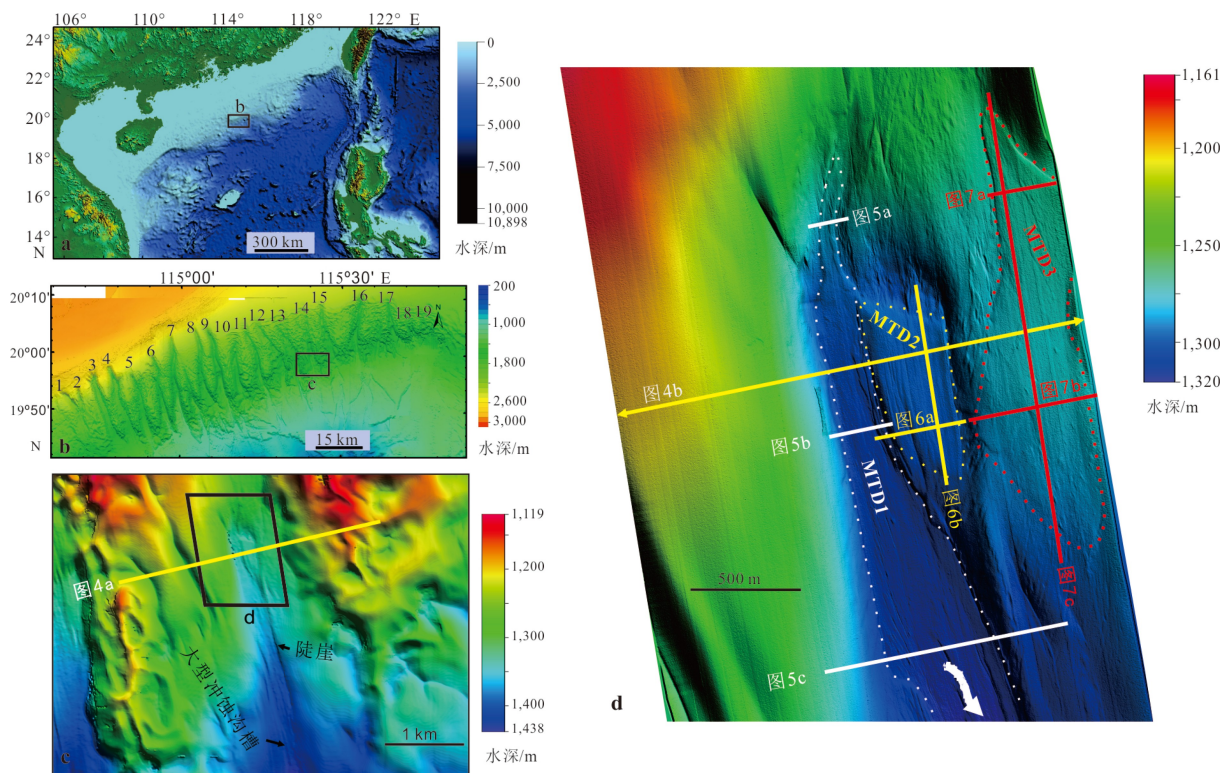 106° 110° 114° 118° 122° E
24°
22°
20°
18°
16°
14°
N
b
a
300 km
0
2,500
5,000
7,500
10,000
10,898
水深/m
115°00′ 115°30′ E
20°10′
20°00′
19°50′
N
1 2 3 4 5 6 7 8 9 10 11 12 13 14 15 16 17 18 19
N
c
b
15 km
200
1,000
1,800
2,600
3,000
水深/m
图4a
d
陡崖
大型冲蚀沟槽
c
1 km
1,119
1,200
1,300
1,400
1,438
水深/m
图5a
图7a
MTD3
MTD2
图4b
图7b
图6a
图5b
MTD1
图6b
500 m
图7c
图5c
d
1,161
1,200
1,250
1,300
1,320
水深/m